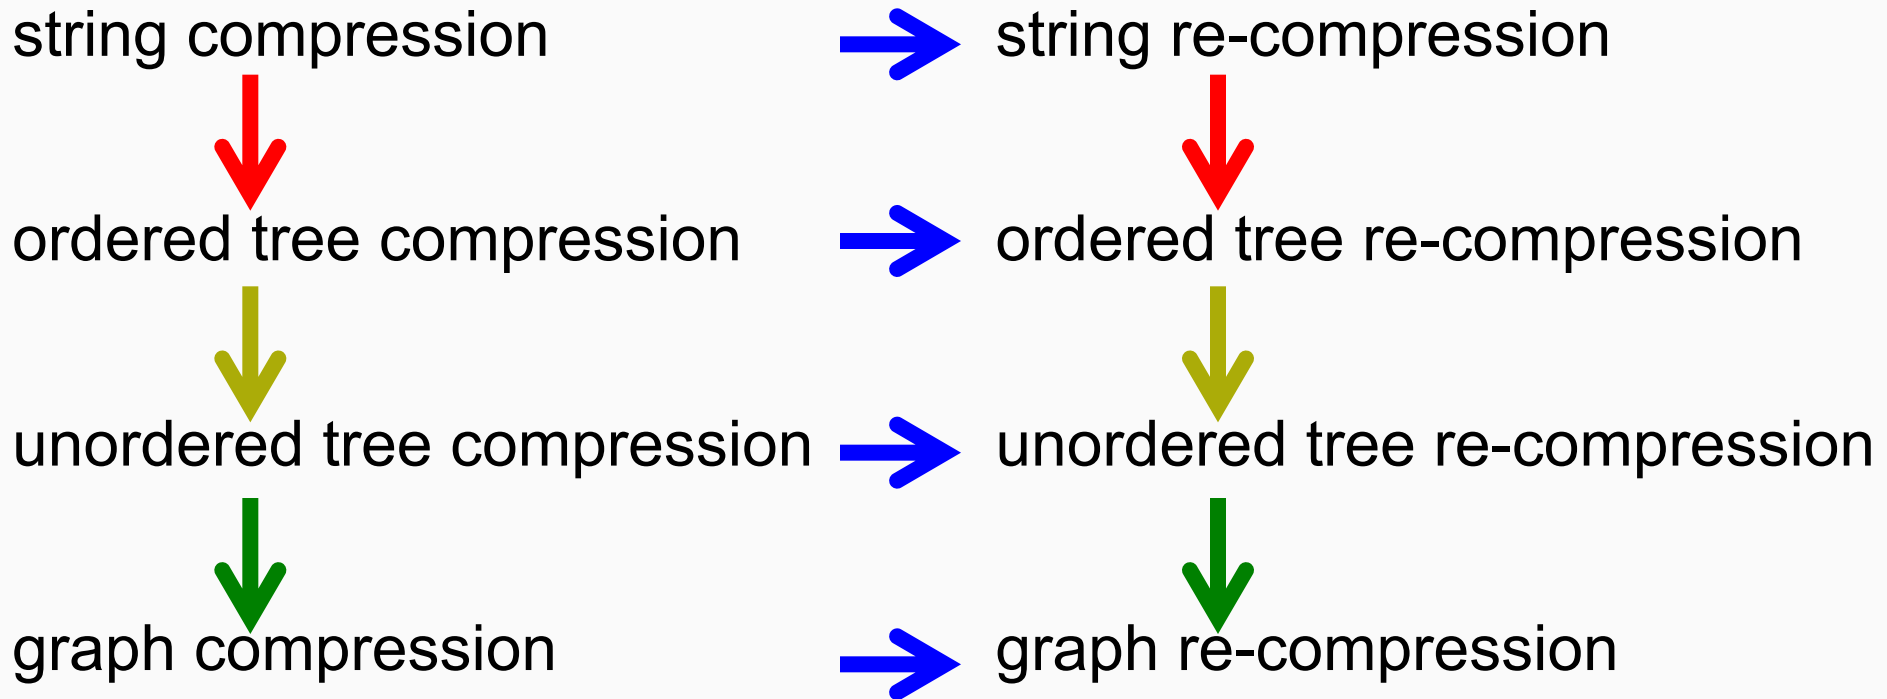 string compression string re-compression
ordered tree compression ordered tree re-compression
unordered tree compression unordered tree re-compression
graph compression graph re-compression